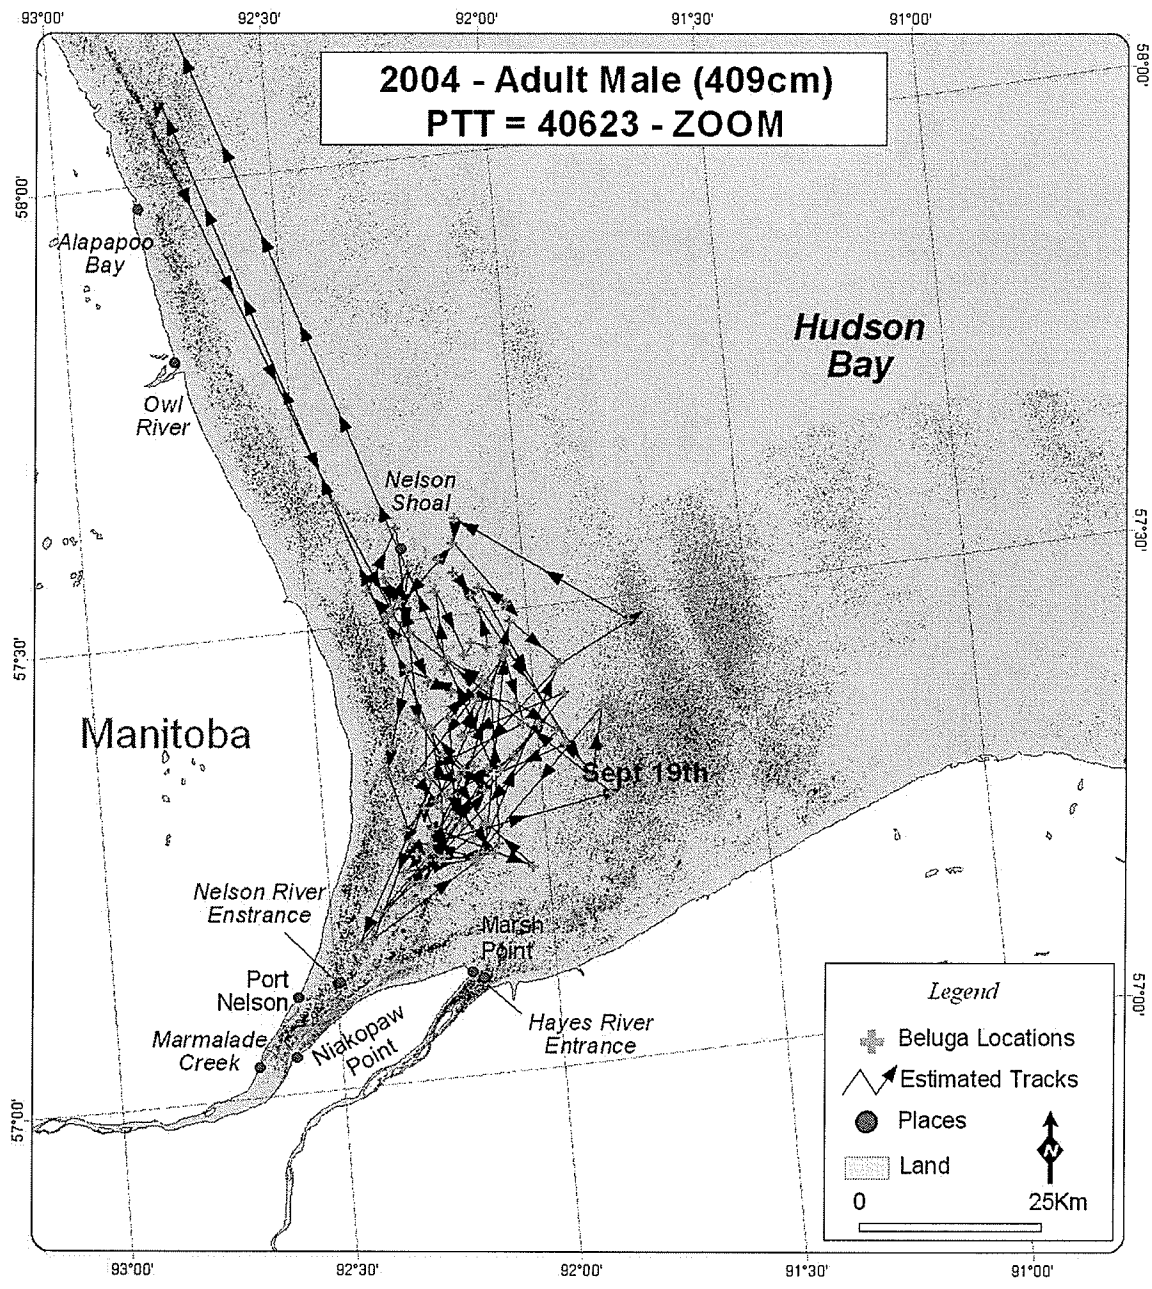 93°00'
92°30'
92°00'
91°30'
91°00'
58°00'
2004 - Adult Male (409cm)
PTT = 40623 - ZOOM
58°00'
Alapapoo
Bay
Hudson
Bay
Owl
River
Nelson
Shoal
57°30'
57°30'
Manitoba
Sept 19th
Nelson River
Enstrance
Marsh
Point
Port
Nelson
Marmalade
Creek
Niakopaw
Point
Hayes River
Entrance
57°00'
57°00'
Legend
Beluga Locations
Estimated Tracks
Places
Land
N
0
25Km
93°00'
92°30'
92°00'
91°30'
91°00'